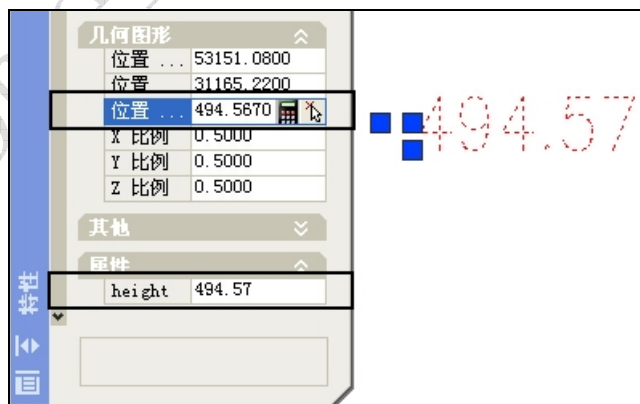 几何图形
位置 ... 53151.0800
位置 31165.2200
位置 ... 494.5670
X 比例 0.5000
Y 比例 0.5000
Z 比例 0.5000
其他
属性
height 494.57
特性
494.57